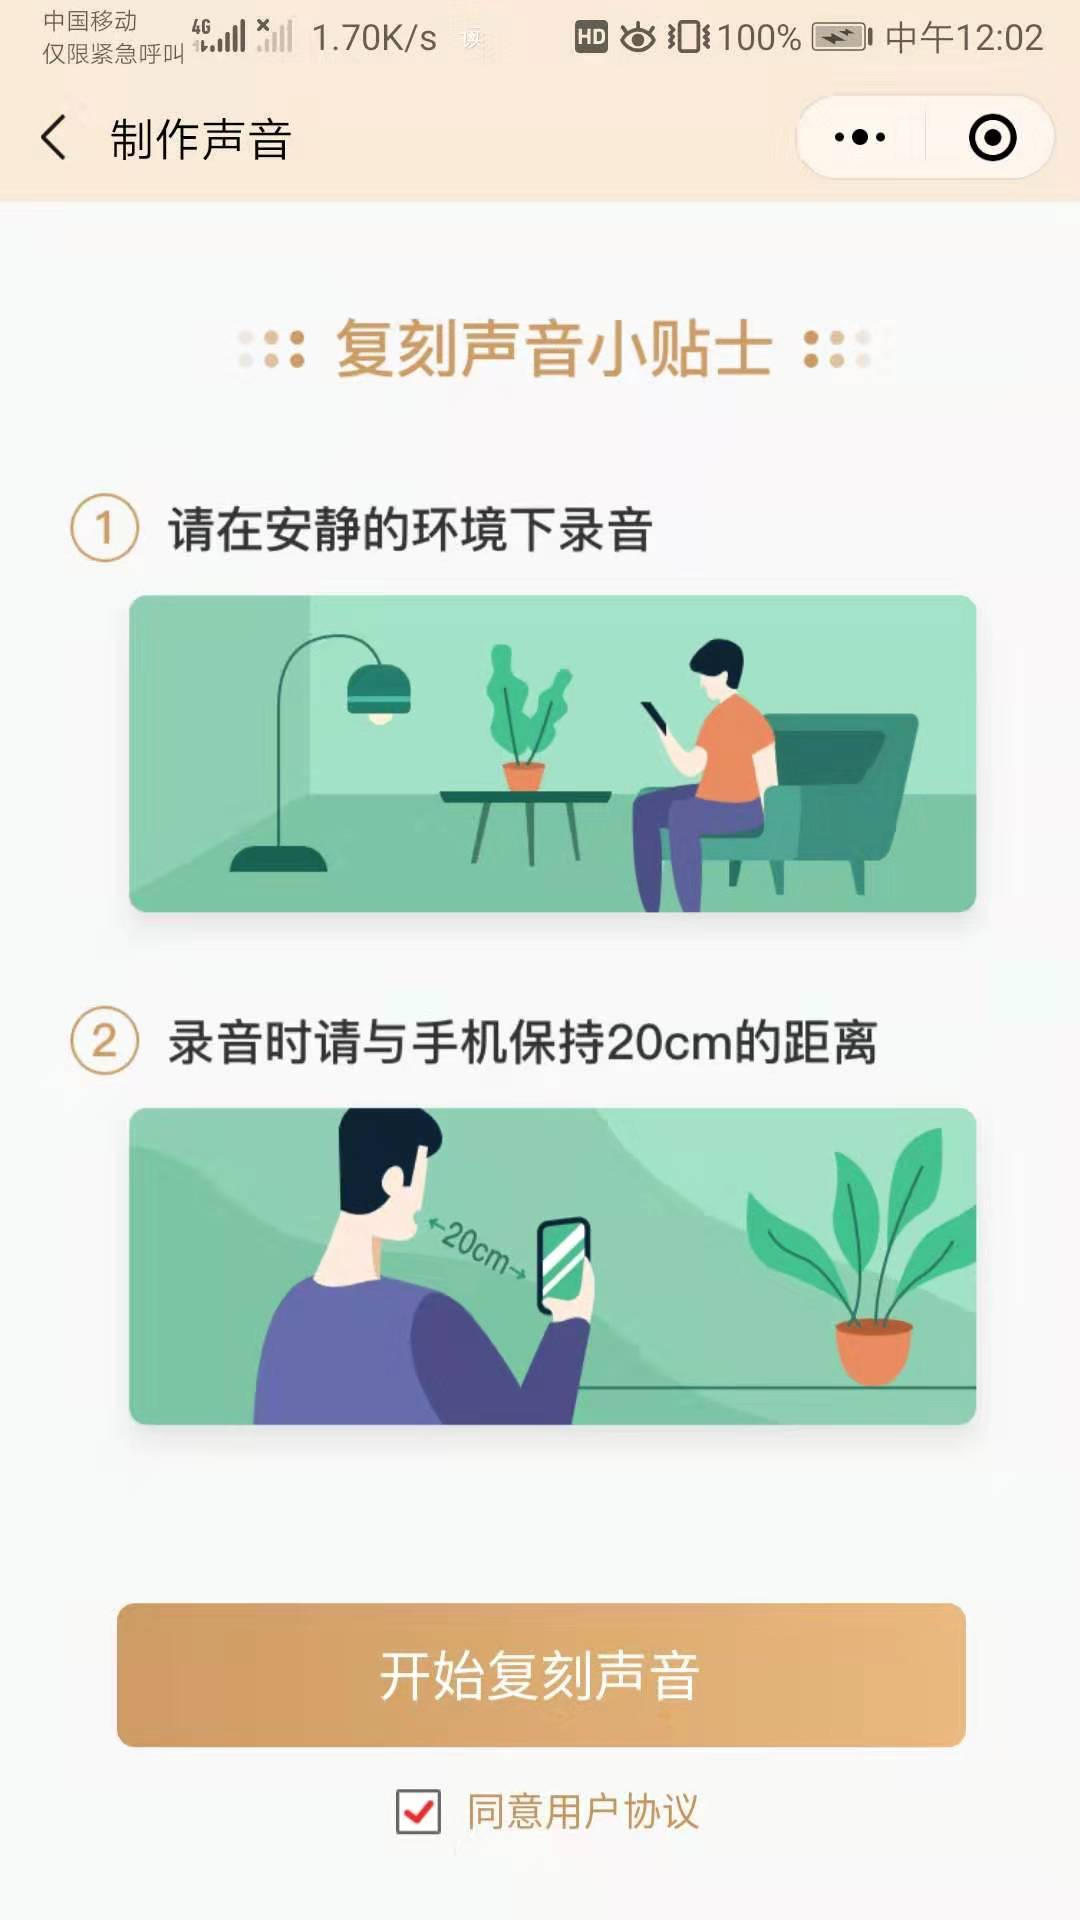 中国移动
仅限紧急呼叫
4G
1.70K/s
HD
100%
中午12:02
制作声音
复刻声音小贴士
1 请在安静的环境下录音
2 录音时请与手机保持20cm的距离
←20cm→
开始复刻声音
同意用户协议